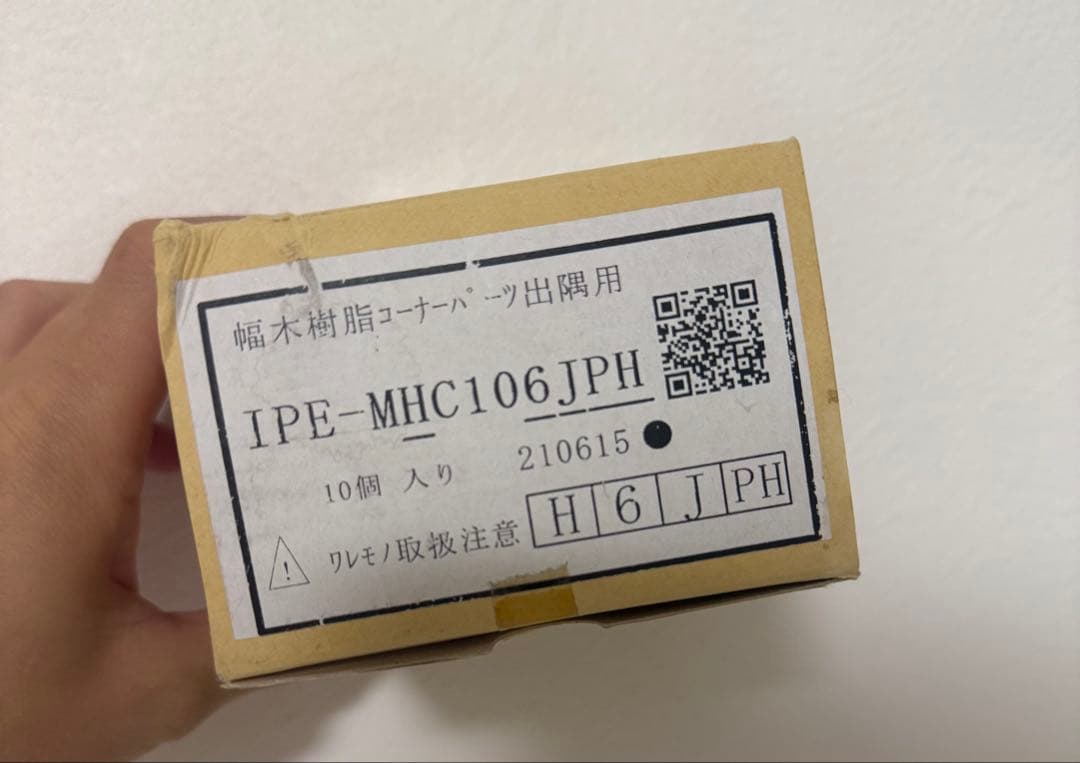 幅木樹脂コーナーパーツ出隅用
IPE-MHC106JPH
10個 入り 210615●
⚠ ワレモノ取扱注意 H 6 J PH